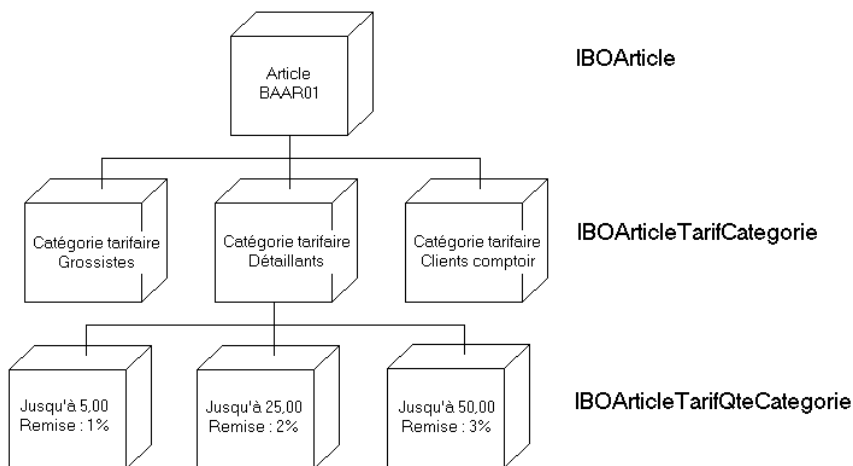 Article
BAAR01
IBOArticle
Catégorie tarifaire
Grossistes
Catégorie tarifaire
Détaillants
Catégorie tarifaire
Clients comptoir
IBOArticleTarifCategorie
Jusqu'à 5,00
Remise : 1%
Jusqu'à 25,00
Remise : 2%
Jusqu'à 50,00
Remise : 3%
IBOArticleTarifQteCategorie